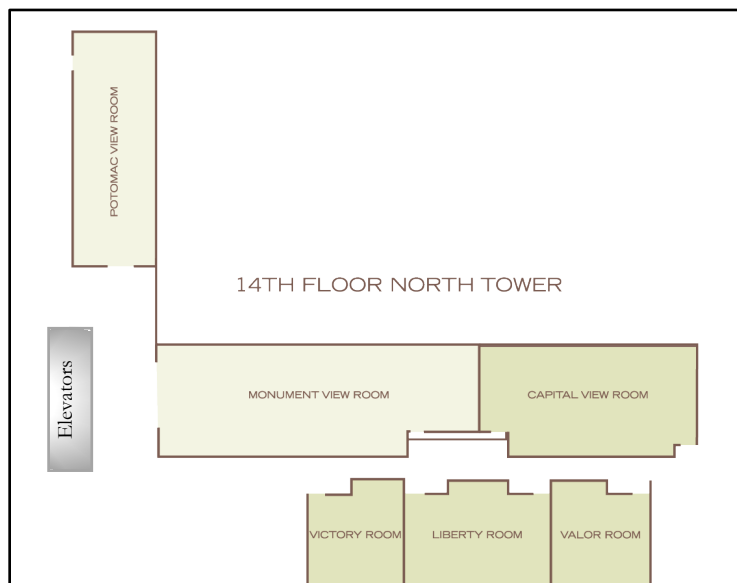 POTOMAC VIEW ROOM
14TH FLOOR NORTH TOWER
Elevators
MONUMENT VIEW ROOM
CAPITAL VIEW ROOM
VICTORY ROOM
LIBERTY ROOM
VALOR ROOM